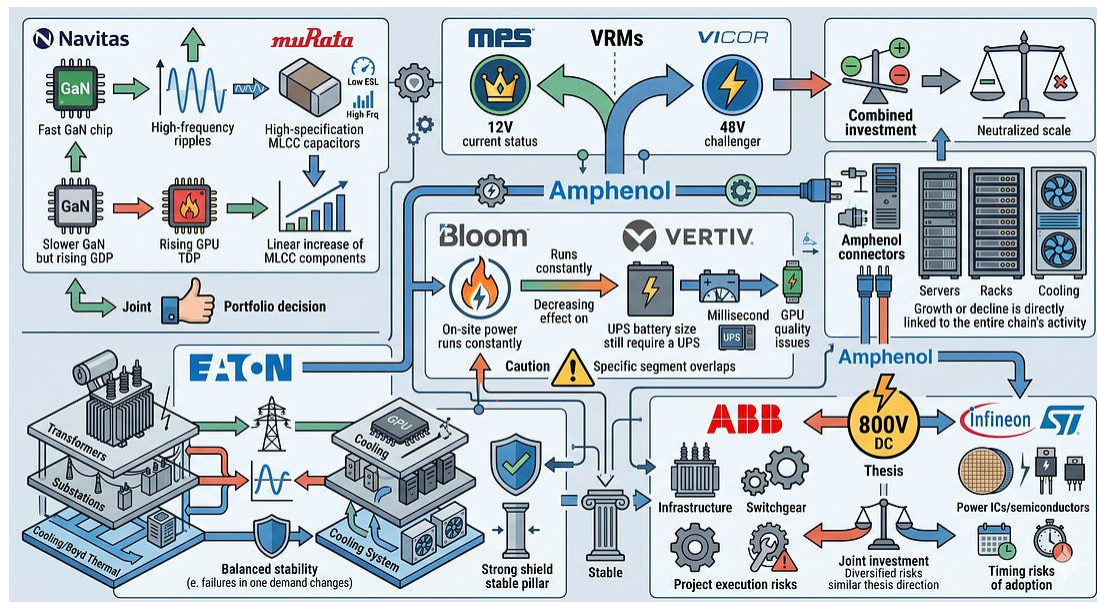 Navitas
muRata
GaN
Fast GaN chip
High-frequency
ripples
Low ESL
High Frq
High-specification
MLCC capacitors
GaN
Slower GaN
but rising GDP
Rising GPU
TDP
Linear increase of
MLCC components
Joint
Portfolio decision
MPS
VRMs
VICOR
12V
current status
48V
challenger
Combined
investment
Neutralized scale
Amphenol
Amphenol
connectors
Servers
Racks
Cooling
Growth or decline is directly
linked to the entire chain's activity
Bloom
VERTIV.
Runs
constantly
Decreasing
effect on
On-site power
runs constantly
UPS battery size
still require a UPS
Millisecond
UPS
GPU
quality
issues
Caution
Specific segment overlaps
EATON
Transformers
Substations
Cooling/Boyd Thermal
GPU
Cooling
Cooling System
Balanced stability
(e. failures in one demand changes)
Strong shield
stable pillar
Stable
Amphenol
ABB
800V
DC
Thesis
infineon
ST
Infrastructure
Switchgear
Power ICs/semiconductors
Project execution risks
Joint investment
Diversified risks
similar thesis direction
Timing risks
of adoption